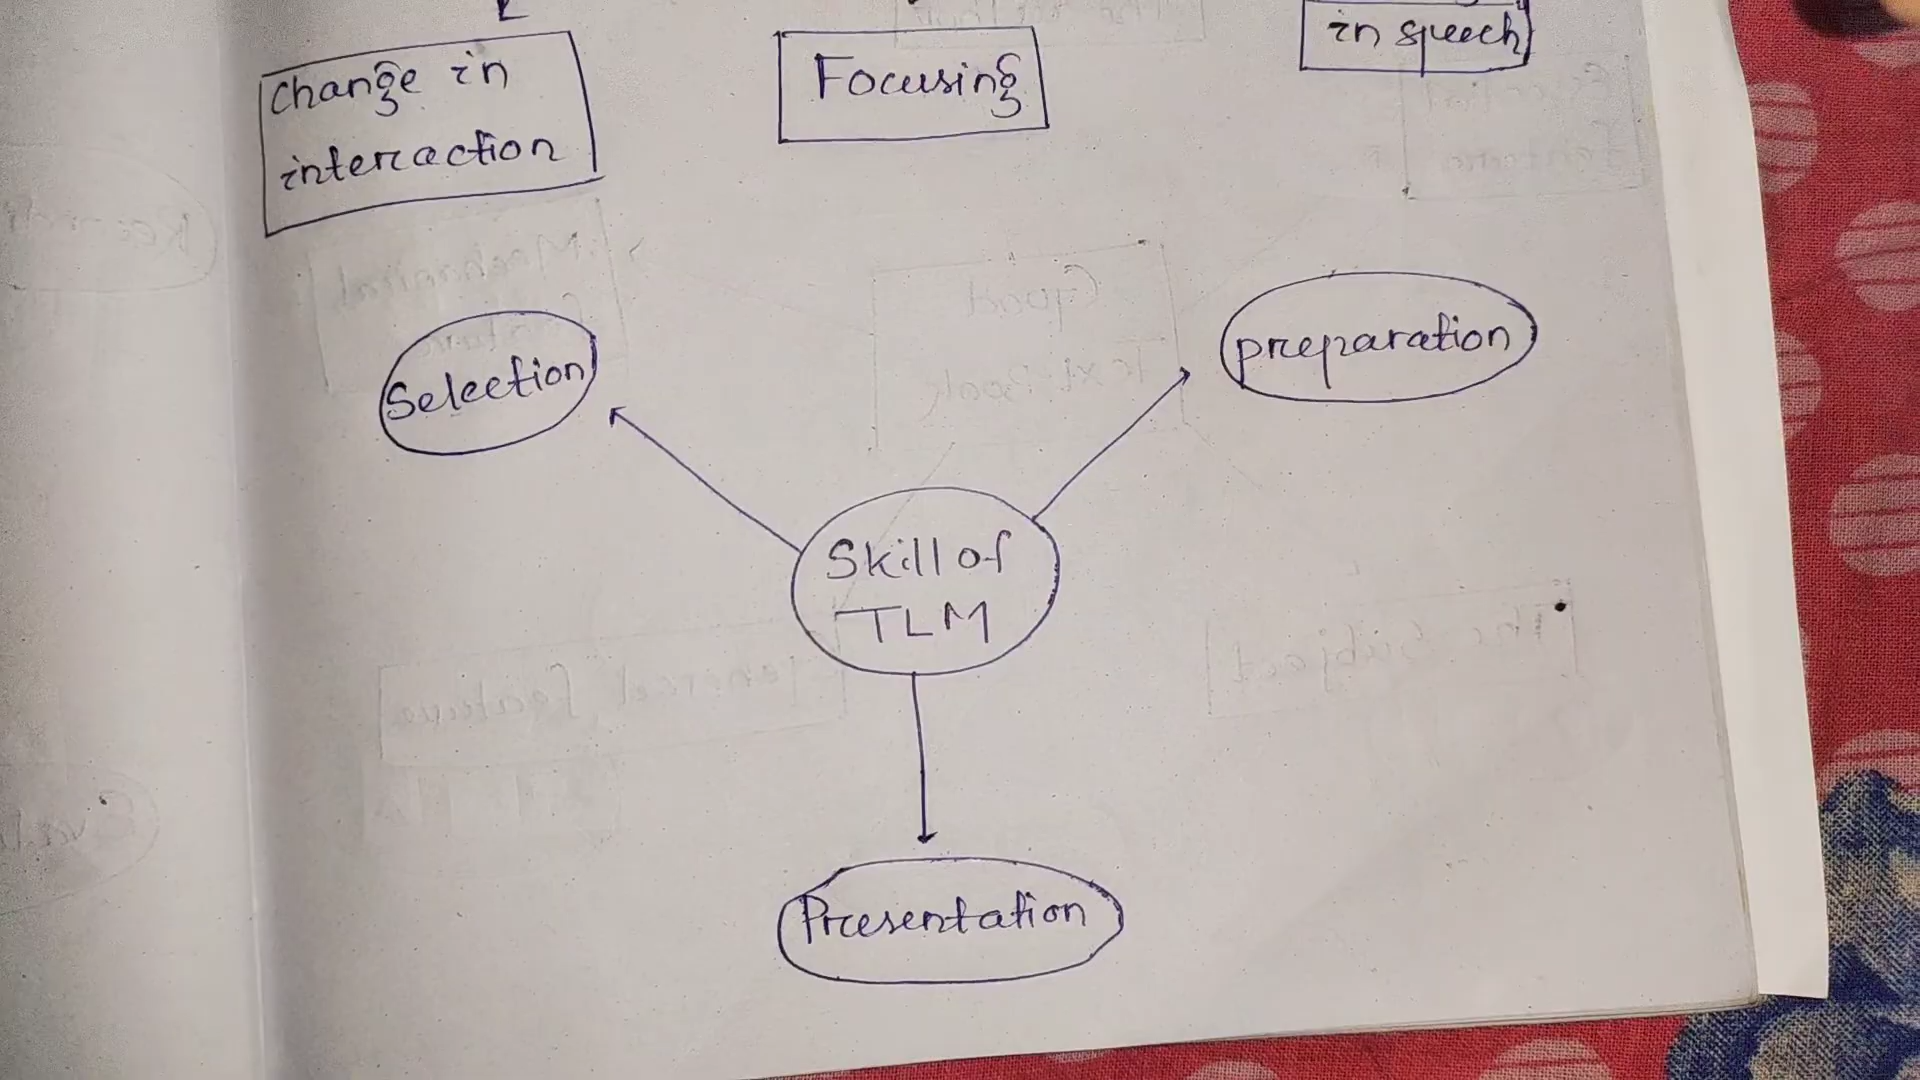 Change in
interaction
Focusing
in speech
Selection
preparation
Skill of
TLM
Presentation